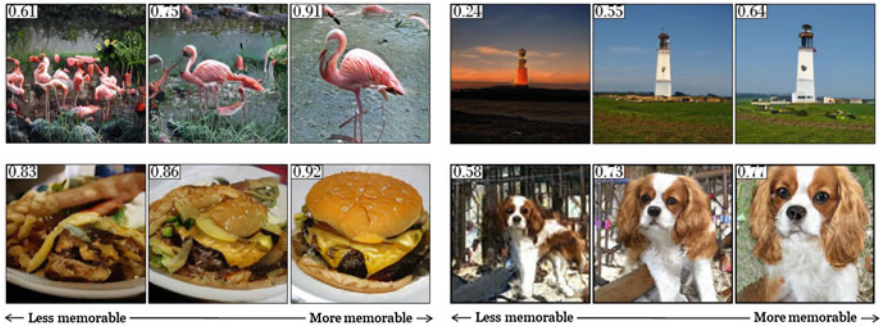 0.61 0.75 0.91 0.24 0.55 0.64
0.83 0.86 0.92 0.58 0.73 0.77
← Less memorable More memorable → ← Less memorable More memorable →